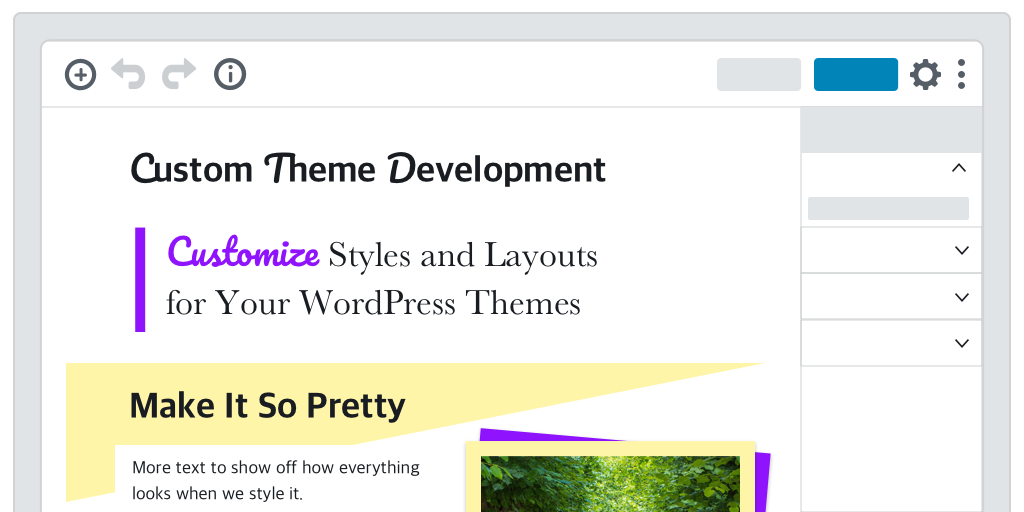 Custom Theme Development
Customize Styles and Layouts
for Your WordPress Themes
Make It So Pretty
More text to show off how everything
looks when we style it.